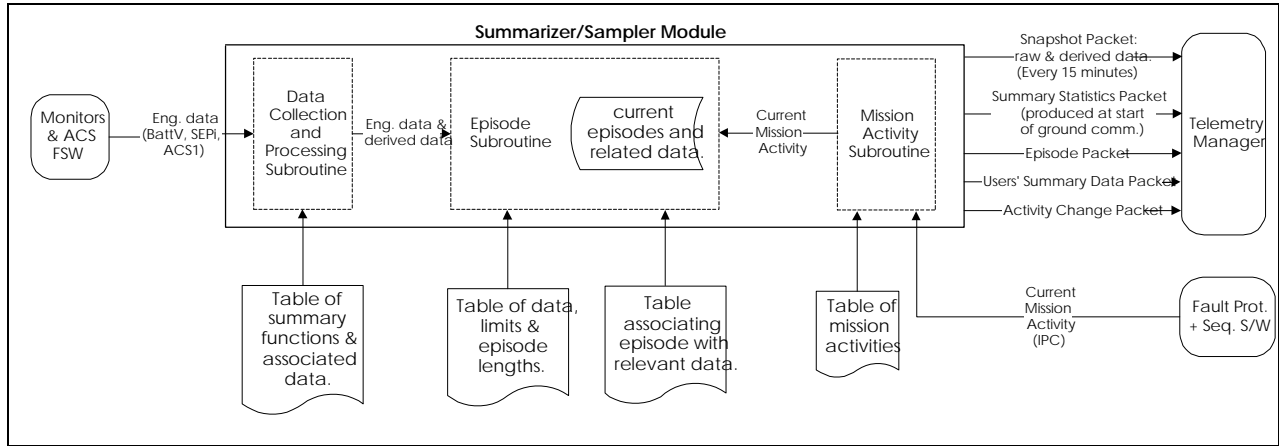 Summarizer/Sampler Module
Monitors
& ACS
FSW
Eng. data
(BattV, SEPi,
ACS1)
Data
Collection
and
Processing
Subroutine
Eng. data &
derived data
Episode
Subroutine
current
episodes and
related data.
Current
Mission
Activity
Mission
Activity
Subroutine
Snapshot Packet:
raw & derived data.
(Every 15 minutes)
Summary Statistics Packet
(produced at start
of ground comm.)
Episode Packet
Users' Summary Data Packet
Activity Change Packet
Telemetry
Manager
Table of
summary
functions &
associated
data.
Table of data,
limits &
episode
lengths.
Table
associating
episode with
relevant data.
Table of
mission
activities
Current
Mission
Activity
(IPC)
Fault Prot.
+ Seq. S/W